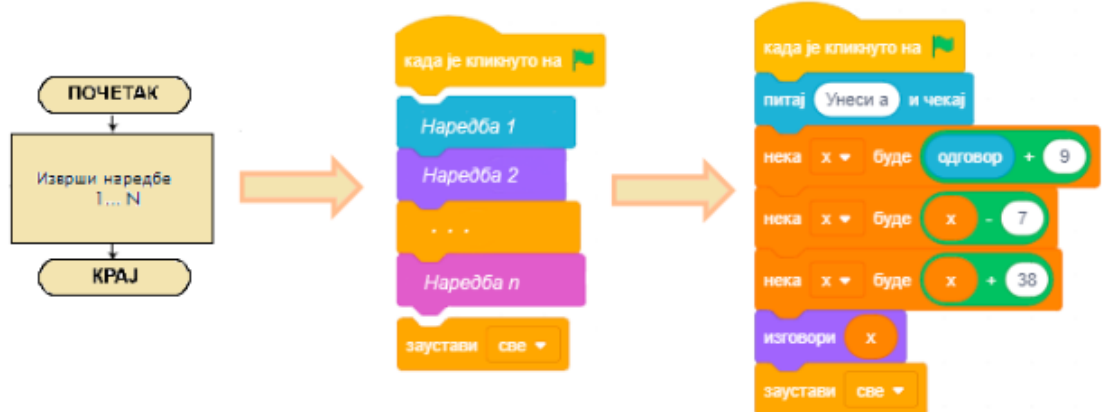 ПОЧЕТАК
Изврши наредбе
1... N
КРАЈ
када је кликнуто на
Наредба 1
Наредба 2
. . .
Наредба n
заустави све
када је кликнуто на
питај Унеси а и чекај
нека x буде одговор + 9
нека x буде x - 7
нека x буде x + 38
изговори x
заустави све